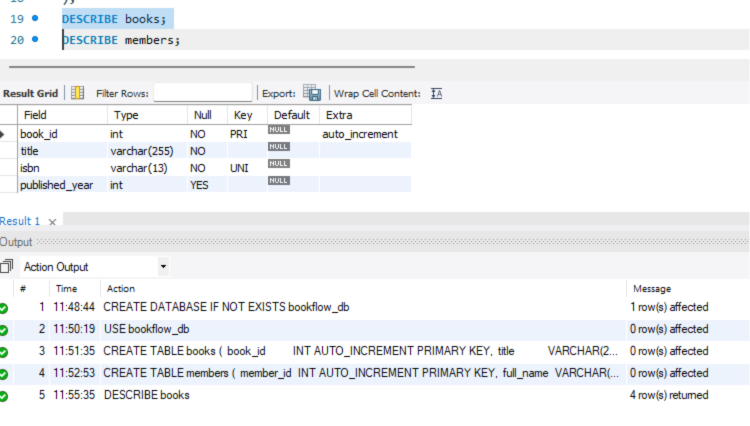 19 DESCRIBE books;
20 DESCRIBE members;
Result Grid Filter Rows: Export: Wrap Cell Content:
Field Type Null Key Default Extra
book_id int NO PRI NULL auto_increment
title varchar(255) NO NULL
isbn varchar(13) NO UNI NULL
published_year int YES NULL
Result 1
Output
Action Output
# Time Action Message
1 11:48:44 CREATE DATABASE IF NOT EXISTS bookflow_db 1 row(s) affected
2 11:50:19 USE bookflow_db 0 row(s) affected
3 11:51:35 CREATE TABLE books ( book_id INT AUTO_INCREMENT PRIMARY KEY, title VARCHAR(2... 0 row(s) affected
4 11:52:53 CREATE TABLE members ( member_id INT AUTO_INCREMENT PRIMARY KEY, full_name VARCHAR(... 0 row(s) affected
5 11:55:35 DESCRIBE books 4 row(s) returned